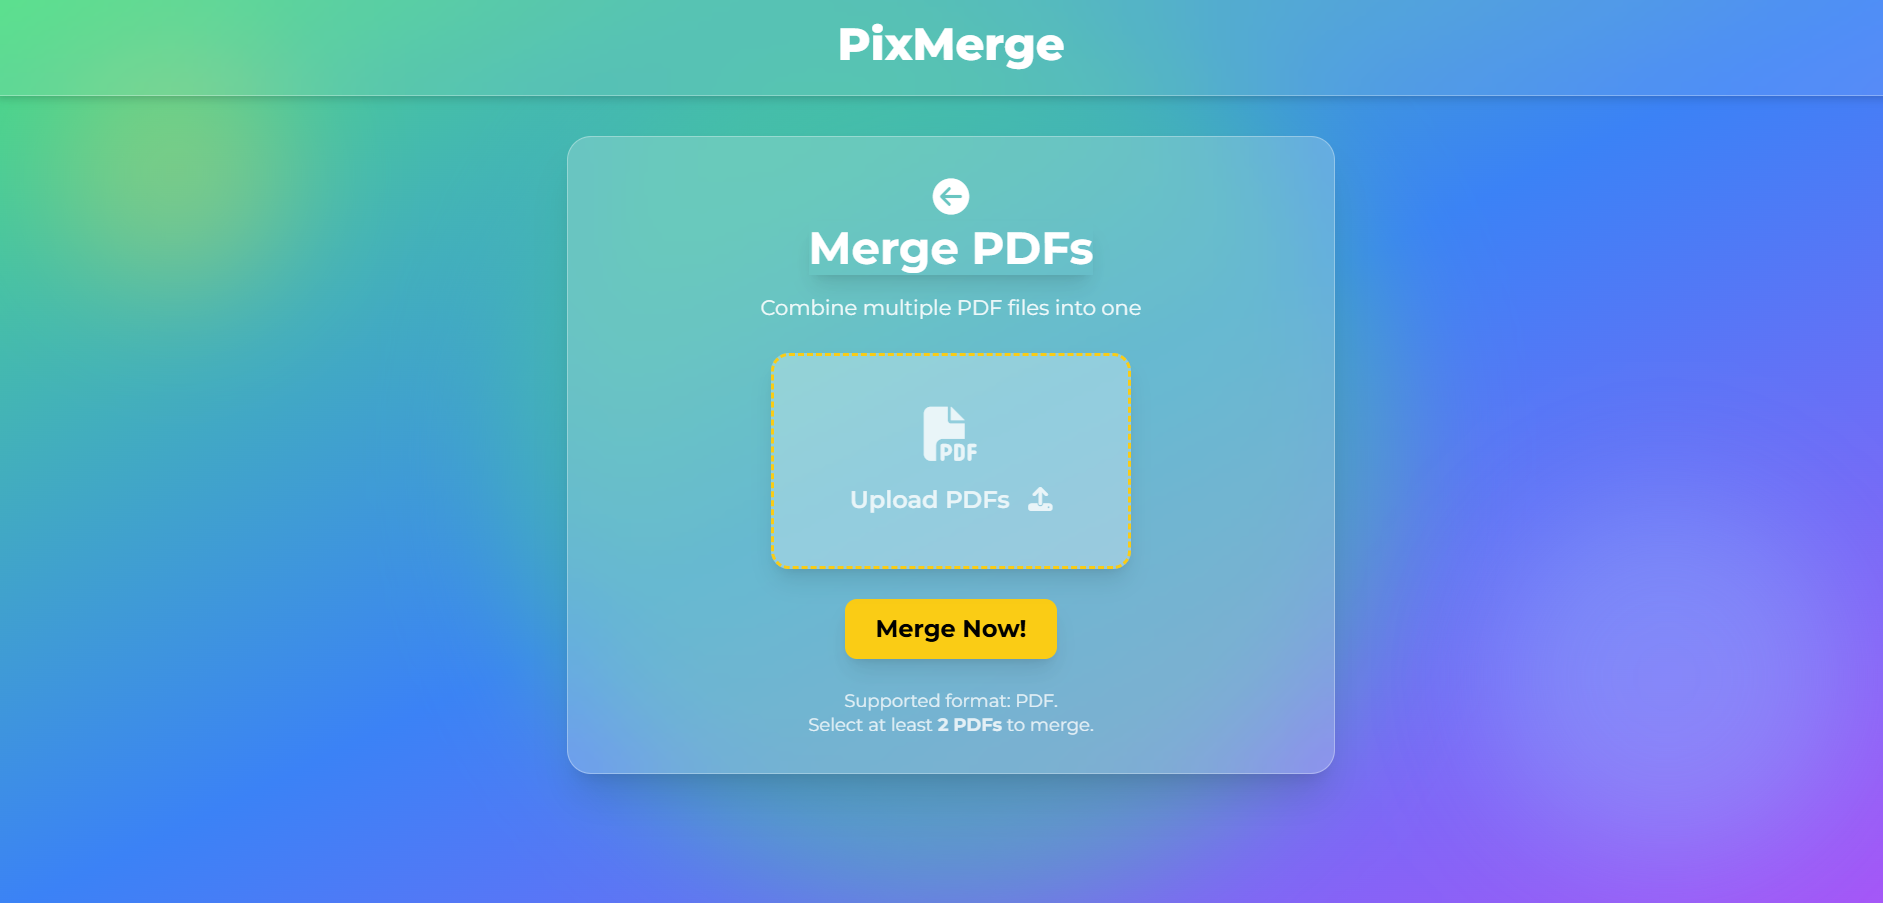 PixMerge
Merge PDFs
Combine multiple PDF files into one
PDF
Upload PDFs
Merge Now!
Supported format: PDF.
Select at least 2 PDFs to merge.